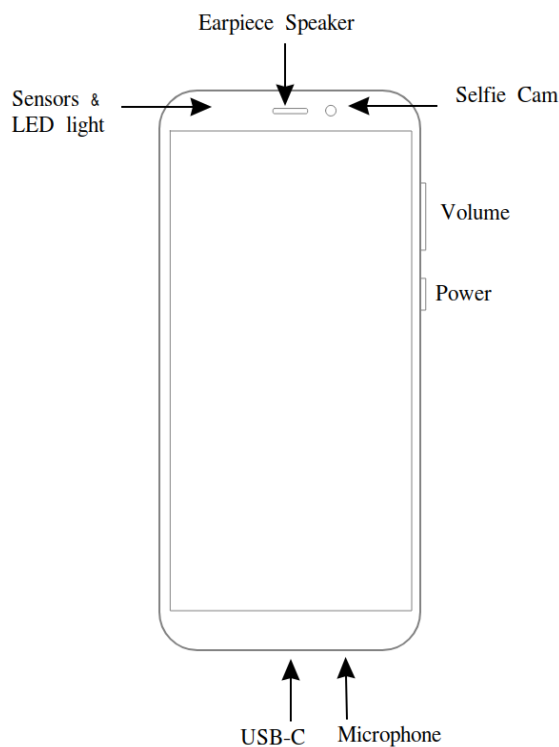 Earpiece Speaker
Sensors &
LED light
Selfie Cam
Volume
Power
USB-C
Microphone